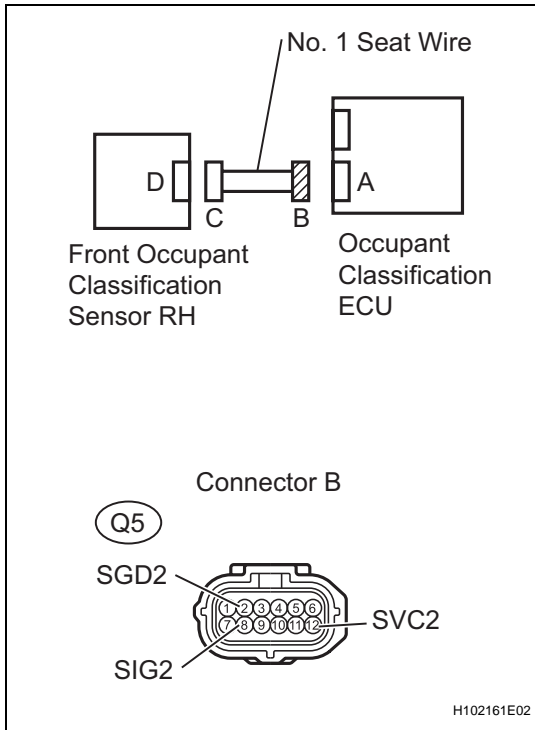 No. 1 Seat Wire
D
C
B
A
Front Occupant
Classification
Sensor RH
Occupant
Classification
ECU
Connector B
Q5
SGD2
1 2 3 4 5 6
7 8 9 10 11 12
SVC2
SIG2
H102161E02